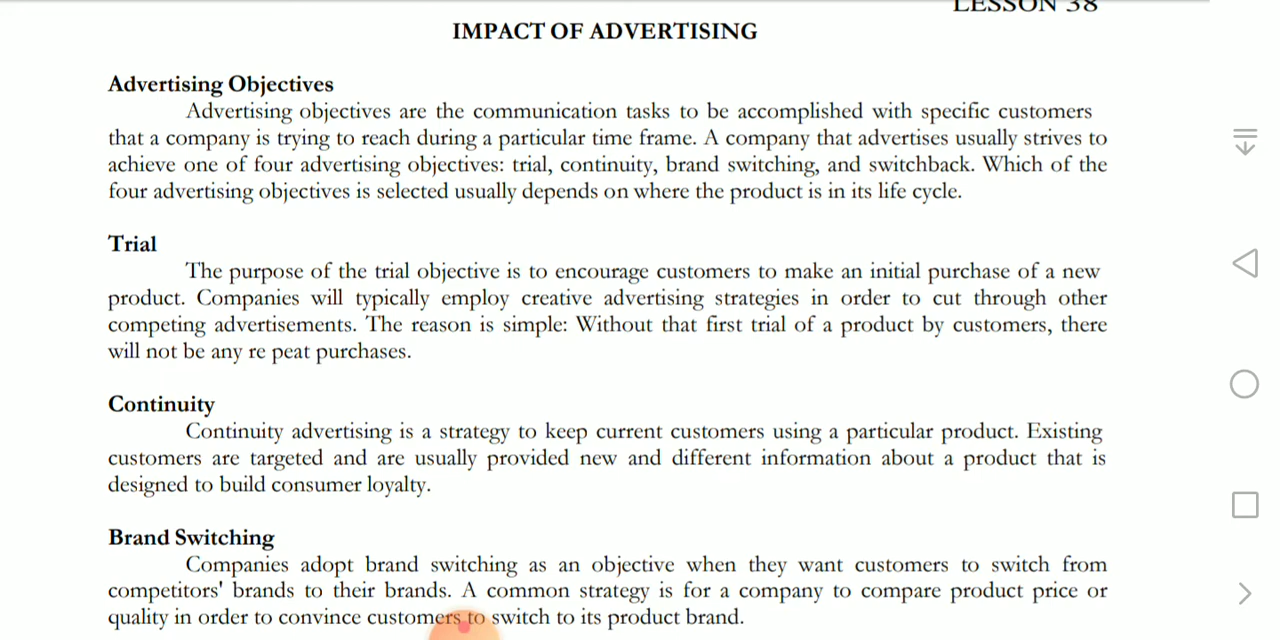 LESSON 38
IMPACT OF ADVERTISING
Advertising Objectives
Advertising objectives are the communication tasks to be accomplished with specific customers
that a company is trying to reach during a particular time frame. A company that advertises usually strives to
achieve one of four advertising objectives: trial, continuity, brand switching, and switchback. Which of the
four advertising objectives is selected usually depends on where the product is in its life cycle.
Trial
The purpose of the trial objective is to encourage customers to make an initial purchase of a new
product. Companies will typically employ creative advertising strategies in order to cut through other
competing advertisements. The reason is simple: Without that first trial of a product by customers, there
will not be any re peat purchases.
Continuity
Continuity advertising is a strategy to keep current customers using a particular product. Existing
customers are targeted and are usually provided new and different information about a product that is
designed to build consumer loyalty.
Brand Switching
Companies adopt brand switching as an objective when they want customers to switch from
competitors' brands to their brands. A common strategy is for a company to compare product price or
quality in order to convince customers to switch to its product brand.